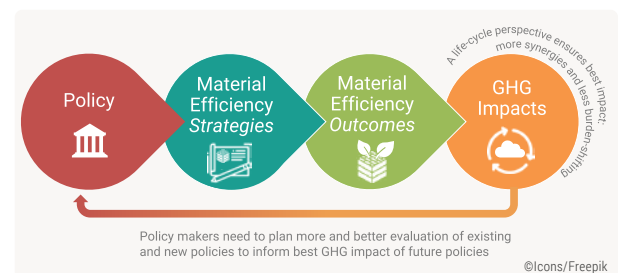 Policy
Material
Efficiency
Strategies
Material
Efficiency
Outcomes
GHG
Impacts
A life-cycle perspective ensures best impact:
more synergies and less burden-shifting
Policy makers need to plan more and better evaluation of existing
and new policies to inform best GHG impact of future policies
©Icons/Freepik